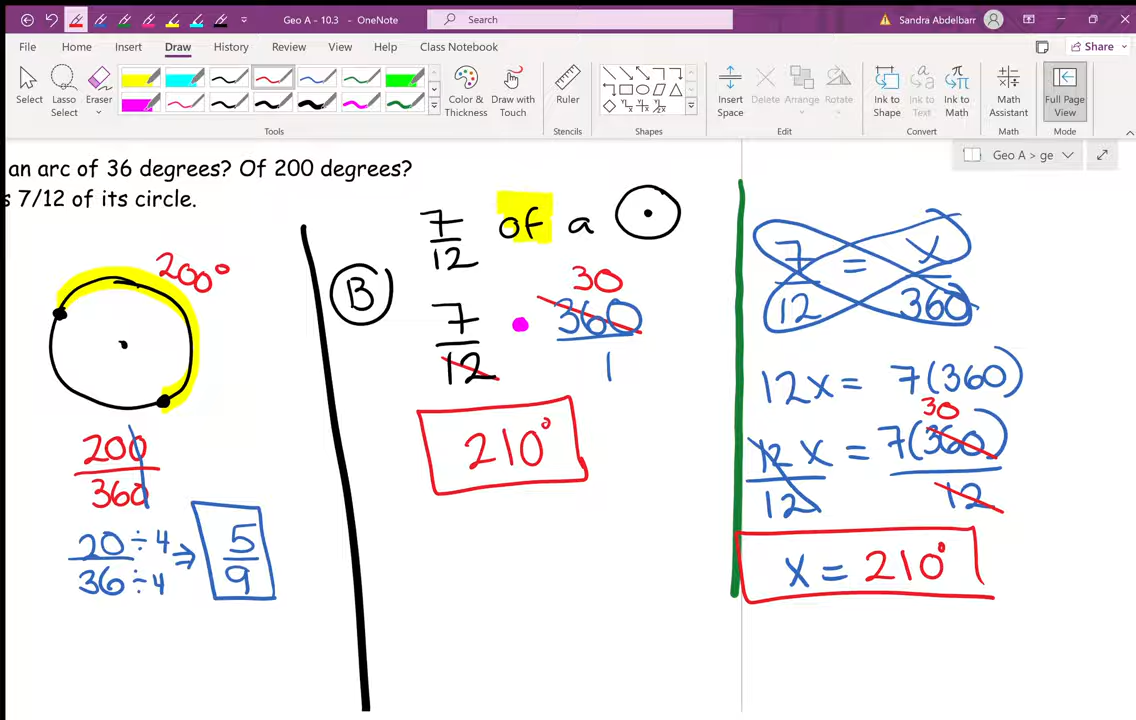 Geo A - 10.3 - OneNote
Search
Sandra Abdelbarr
File Home Insert Draw History Review View Help Class Notebook
Share
Select
Lasso Select
Eraser
Color & Thickness
Draw with Touch
Ruler
Insert Space
Delete
Arrange
Rotate
Ink to Shape
Ink to Text
Ink to Math
Math Assistant
Full Page View
Tools
Stencils
Shapes
Edit
Convert
Math
Mode
Geo A > ge
an arc of 36 degrees? Of 200 degrees?
s 7/12 of its circle.
200°
200
360
20 ÷ 4 → 5
36 ÷ 4 9
B
7 of a
12
30
7 • 360
12 1
210°
7 = x
12 360
12x = 7(360)
30
12 x = 7(360)
12 12
x = 210°